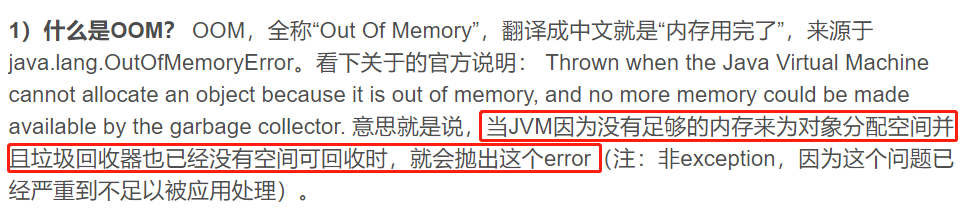 1）什么是OOM？ OOM，全称“Out Of Memory”，翻译成中文就是“内存用完了”，来源于
java.lang.OutOfMemoryError。看下关于的官方说明： Thrown when the Java Virtual Machine
cannot allocate an object because it is out of memory, and no more memory could be made
available by the garbage collector. 意思就是说，当JVM因为没有足够的内存来为对象分配空间并
且垃圾回收器也已经没有空间可回收时，就会抛出这个error（注：非exception，因为这个问题已
经严重到不足以被应用处理）。